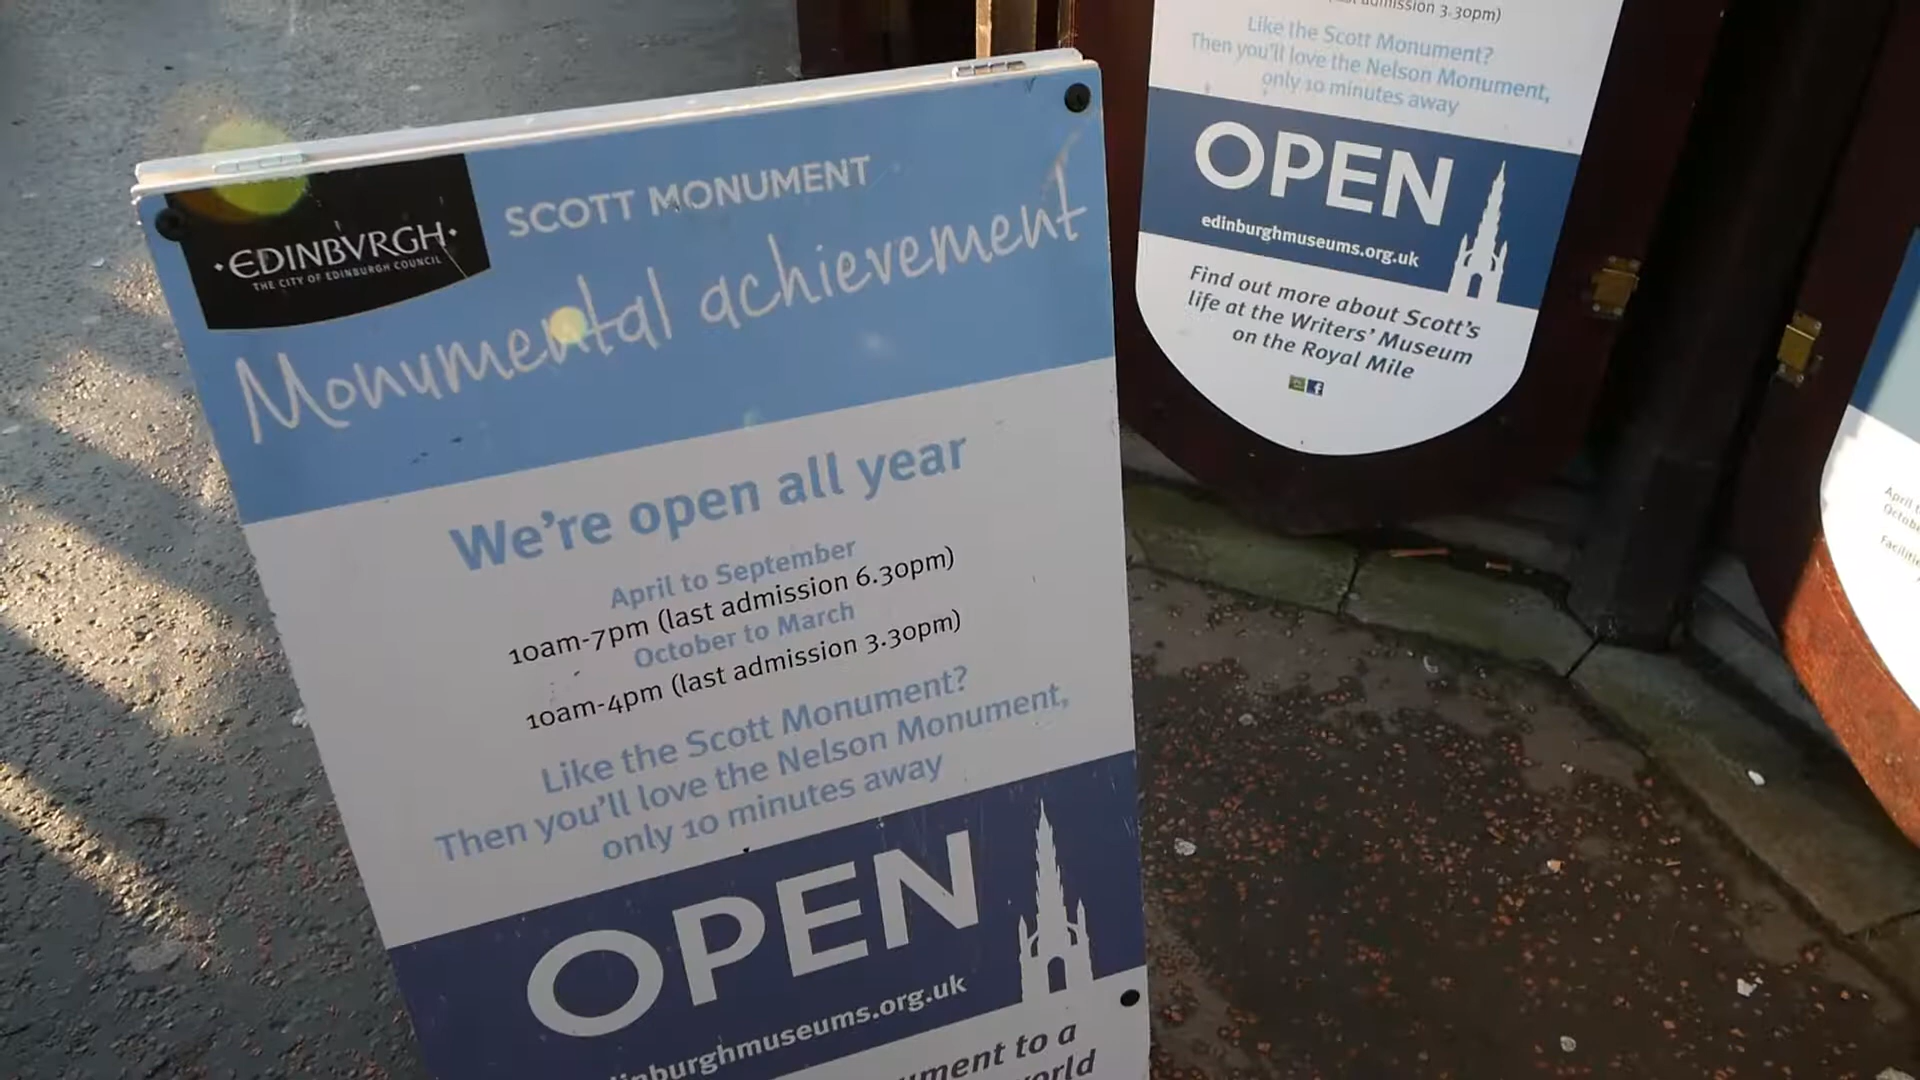 ·EDINBVRGH·
THE CITY OF EDINBURGH COUNCIL
SCOTT MONUMENT
Monumental achievement
We're open all year
April to September
10am-7pm (last admission 6.30pm)
October to March
10am-4pm (last admission 3.30pm)
Like the Scott Monument?
Then you'll love the Nelson Monument,
only 10 minutes away
OPEN
inburghmuseums.org.uk
ument to a
world
admission 3.30pm)
Like the Scott Monument?
Then you'll love the Nelson Monument,
only 10 minutes away
OPEN
edinburghmuseums.org.uk
Find out more about Scott's
life at the Writers' Museum
on the Royal Mile
f
April